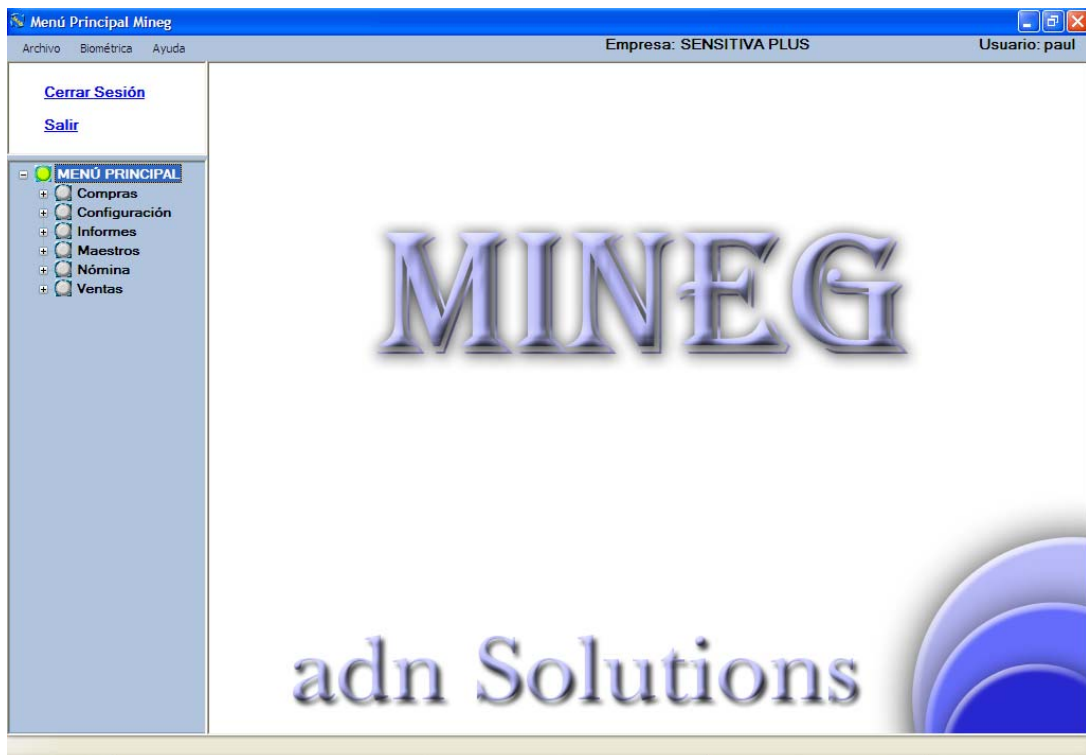 Menú Principal Mineg
Archivo Biométrica Ayuda Empresa: SENSITIVA PLUS Usuario: paul
Cerrar Sesión
Salir
MENÚ PRINCIPAL
Compras
Configuración
Informes
Maestros
Nómina
Ventas
MINEG
adn Solutions